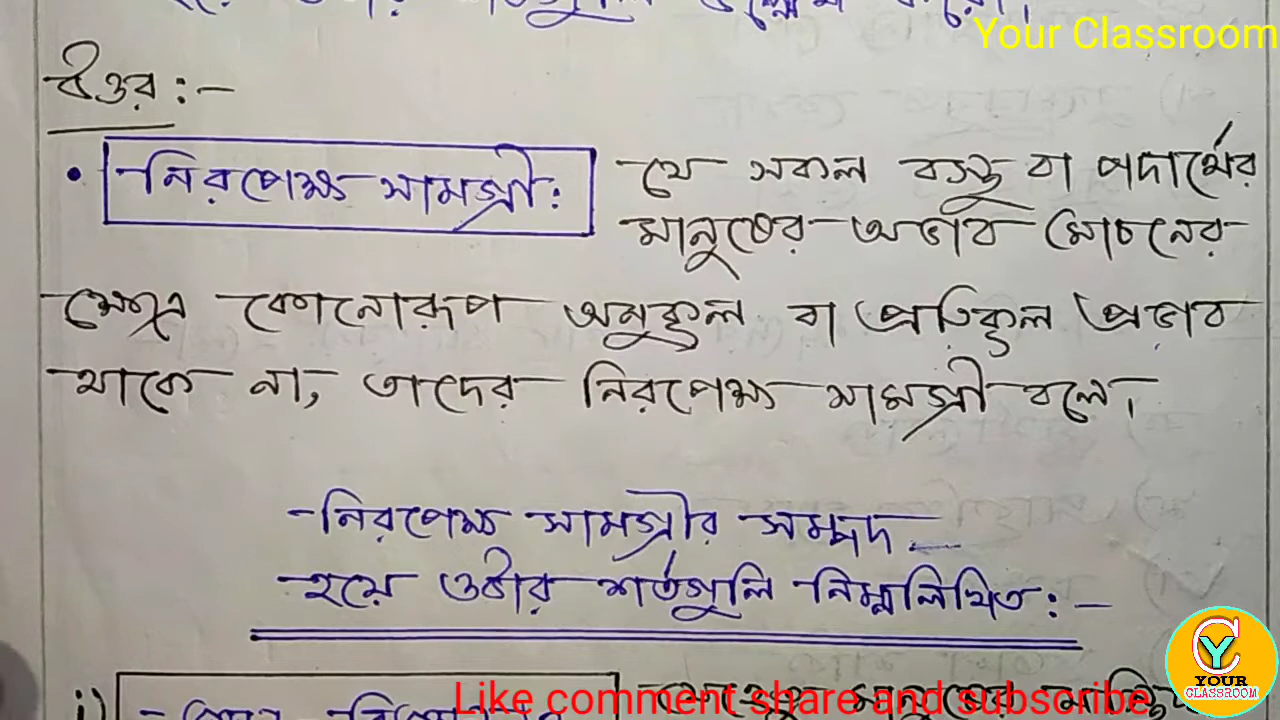 Your Classroom
উত্তর :-
• নিরপেক্ষ সামগ্রী: যে সকল বস্তু বা পদার্থের
মানুষের অভাব মোচনের
ক্ষেত্রে কোনোরূপ অনুকূল বা প্রতিকূল প্রভাব
থাকে না, তাদের নিরপেক্ষ সামগ্রী বলে।
নিরপেক্ষ সামগ্রীর সম্পদ
হয়ে ওঠার শর্তগুলি নিম্নলিখিত:-
i)
Like comment share and subscribe
YOUR
CLASSROOM